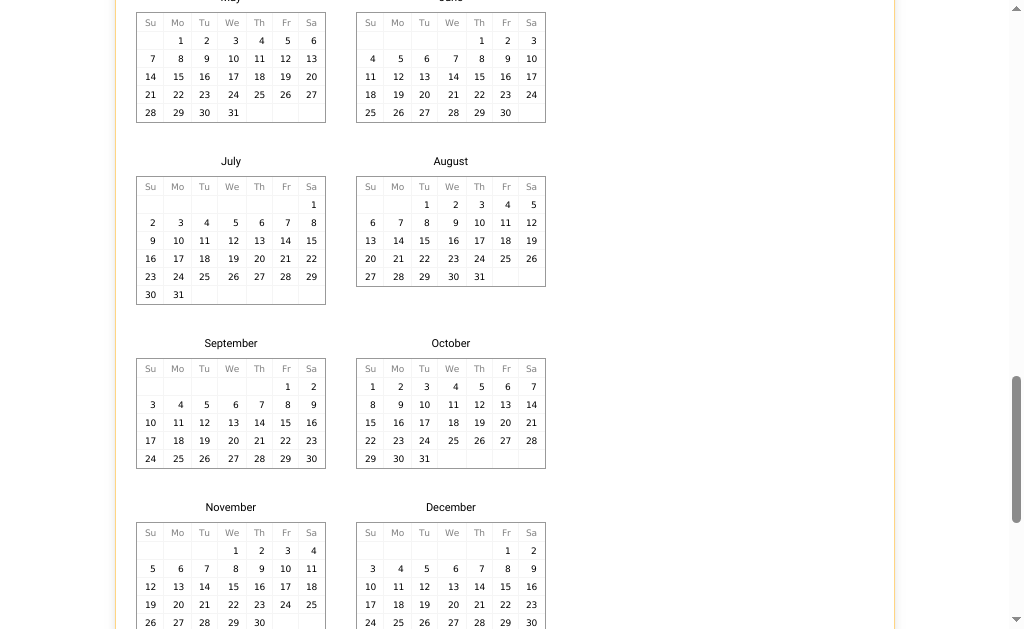 May June
Su Mo Tu We Th Fr Sa Su Mo Tu We Th Fr Sa
1 2 3 4 5 6 1 2 3
7 8 9 10 11 12 13 4 5 6 7 8 9 10
14 15 16 17 18 19 20 11 12 13 14 15 16 17
21 22 23 24 25 26 27 18 19 20 21 22 23 24
28 29 30 31 25 26 27 28 29 30
July August
Su Mo Tu We Th Fr Sa Su Mo Tu We Th Fr Sa
1 1 2 3 4 5
2 3 4 5 6 7 8 6 7 8 9 10 11 12
9 10 11 12 13 14 15 13 14 15 16 17 18 19
16 17 18 19 20 21 22 20 21 22 23 24 25 26
23 24 25 26 27 28 29 27 28 29 30 31
30 31
September October
Su Mo Tu We Th Fr Sa Su Mo Tu We Th Fr Sa
1 2 1 2 3 4 5 6 7
3 4 5 6 7 8 9 8 9 10 11 12 13 14
10 11 12 13 14 15 16 15 16 17 18 19 20 21
17 18 19 20 21 22 23 22 23 24 25 26 27 28
24 25 26 27 28 29 30 29 30 31
November December
Su Mo Tu We Th Fr Sa Su Mo Tu We Th Fr Sa
1 2 3 4 1 2
5 6 7 8 9 10 11 3 4 5 6 7 8 9
12 13 14 15 16 17 18 10 11 12 13 14 15 16
19 20 21 22 23 24 25 17 18 19 20 21 22 23
26 27 28 29 30 24 25 26 27 28 29 30